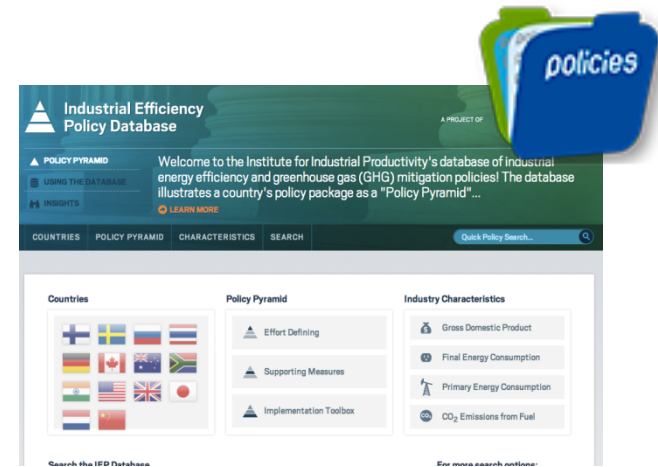 policies
Industrial Efficiency
Policy Database
A PROJECT OF
POLICY PYRAMID
USING THE DATABASE
INSIGHTS
Welcome to the Institute for Industrial Productivity's database of industrial
energy efficiency and greenhouse gas (GHG) mitigation policies! The database
illustrates a country's policy package as a "Policy Pyramid"...
LEARN MORE
COUNTRIES POLICY PYRAMID CHARACTERISTICS SEARCH Quick Policy Search...
Countries Policy Pyramid Industry Characteristics
Effort Defining
Supporting Measures
Implementation Toolbox
Gross Domestic Product
Final Energy Consumption
Primary Energy Consumption
CO₂ CO₂ Emissions from Fuel
Search the IEP Database For more search options: